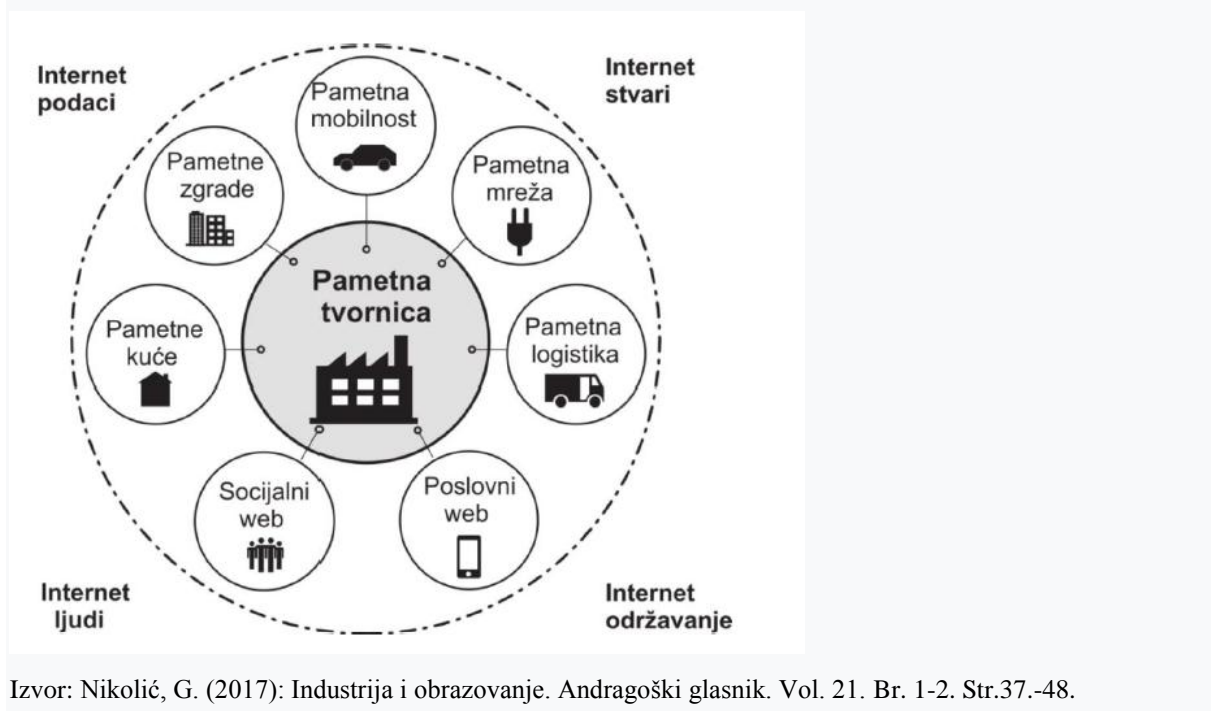 Internet
podaci
Internet
stvari
Pametna
mobilnost
Pametne
zgrade
Pametna
mreža
Pametna
tvornica
Pametne
kuće
Pametna
logistika
Socijalni
web
Poslovni
web
Internet
ljudi
Internet
održavanje
Izvor: Nikolić, G. (2017): Industrija i obrazovanje. Andragoški glasnik. Vol. 21. Br. 1-2. Str.37.-48.